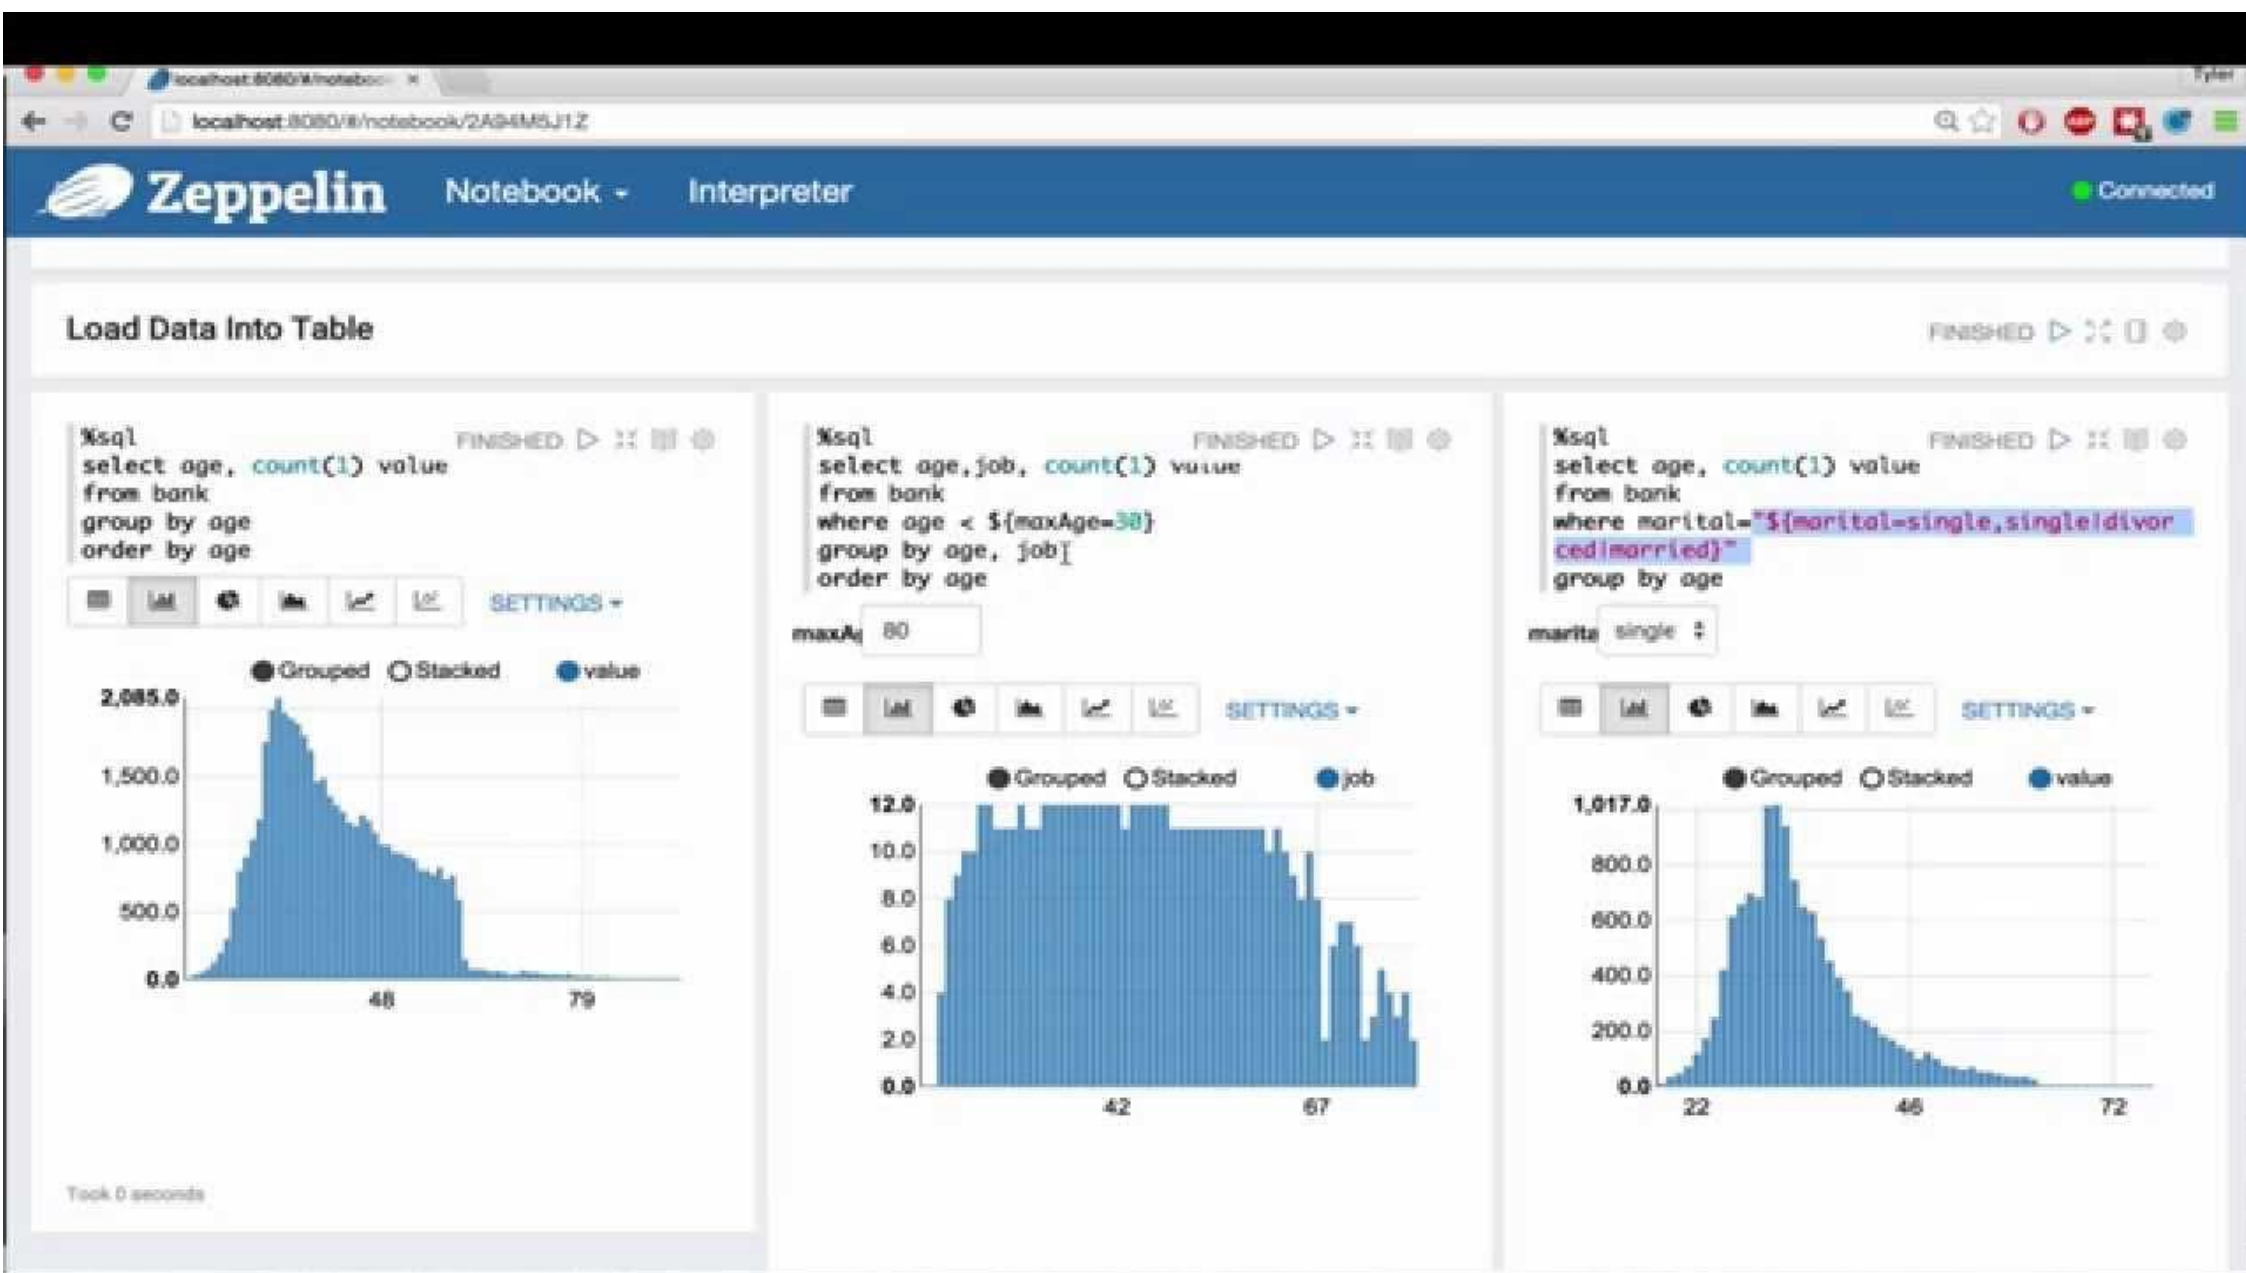 localhost:8080/#/notebook
Tyler
localhost:8080/#/notebook/2A94M5J1Z
Zeppelin Notebook Interpreter Connected
Load Data Into Table
FINISHED
%sql
FINISHED
select age, count(1) value
from bank
group by age
order by age
SETTINGS
Grouped Stacked value
2,085.0
1,500.0
1,000.0
500.0
0.0
48 79
Took 0 seconds
%sql
FINISHED
select age,job, count(1) value
from bank
where age < ${maxAge=30}
group by age, job
order by age
maxAg 80
SETTINGS
Grouped Stacked job
12.0
10.0
8.0
6.0
4.0
2.0
0.0
42 67
%sql
FINISHED
select age, count(1) value
from bank
where marital="${marital=single,single|divor
ced|married}"
group by age
marita single
SETTINGS
Grouped Stacked value
1,017.0
800.0
600.0
400.0
200.0
0.0
22 46 72